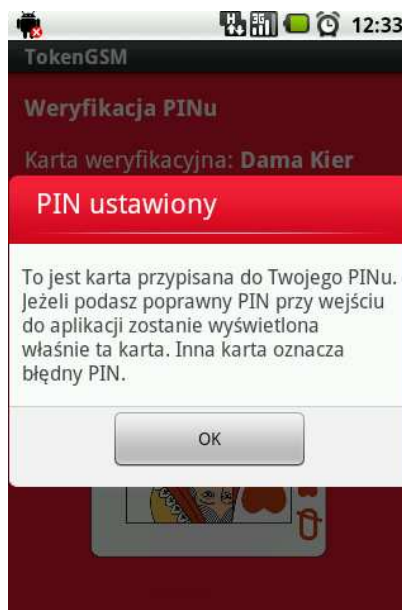 H 3G 12:33
TokenGSM
Weryfikacja PINu
Karta weryfikacyjna: Dama Kier
PIN ustawiony
To jest karta przypisana do Twojego PINu.
Jeżeli podasz poprawny PIN przy wejściu
do aplikacji zostanie wyświetlona
właśnie ta karta. Inna karta oznacza
błędny PIN.
OK
Q